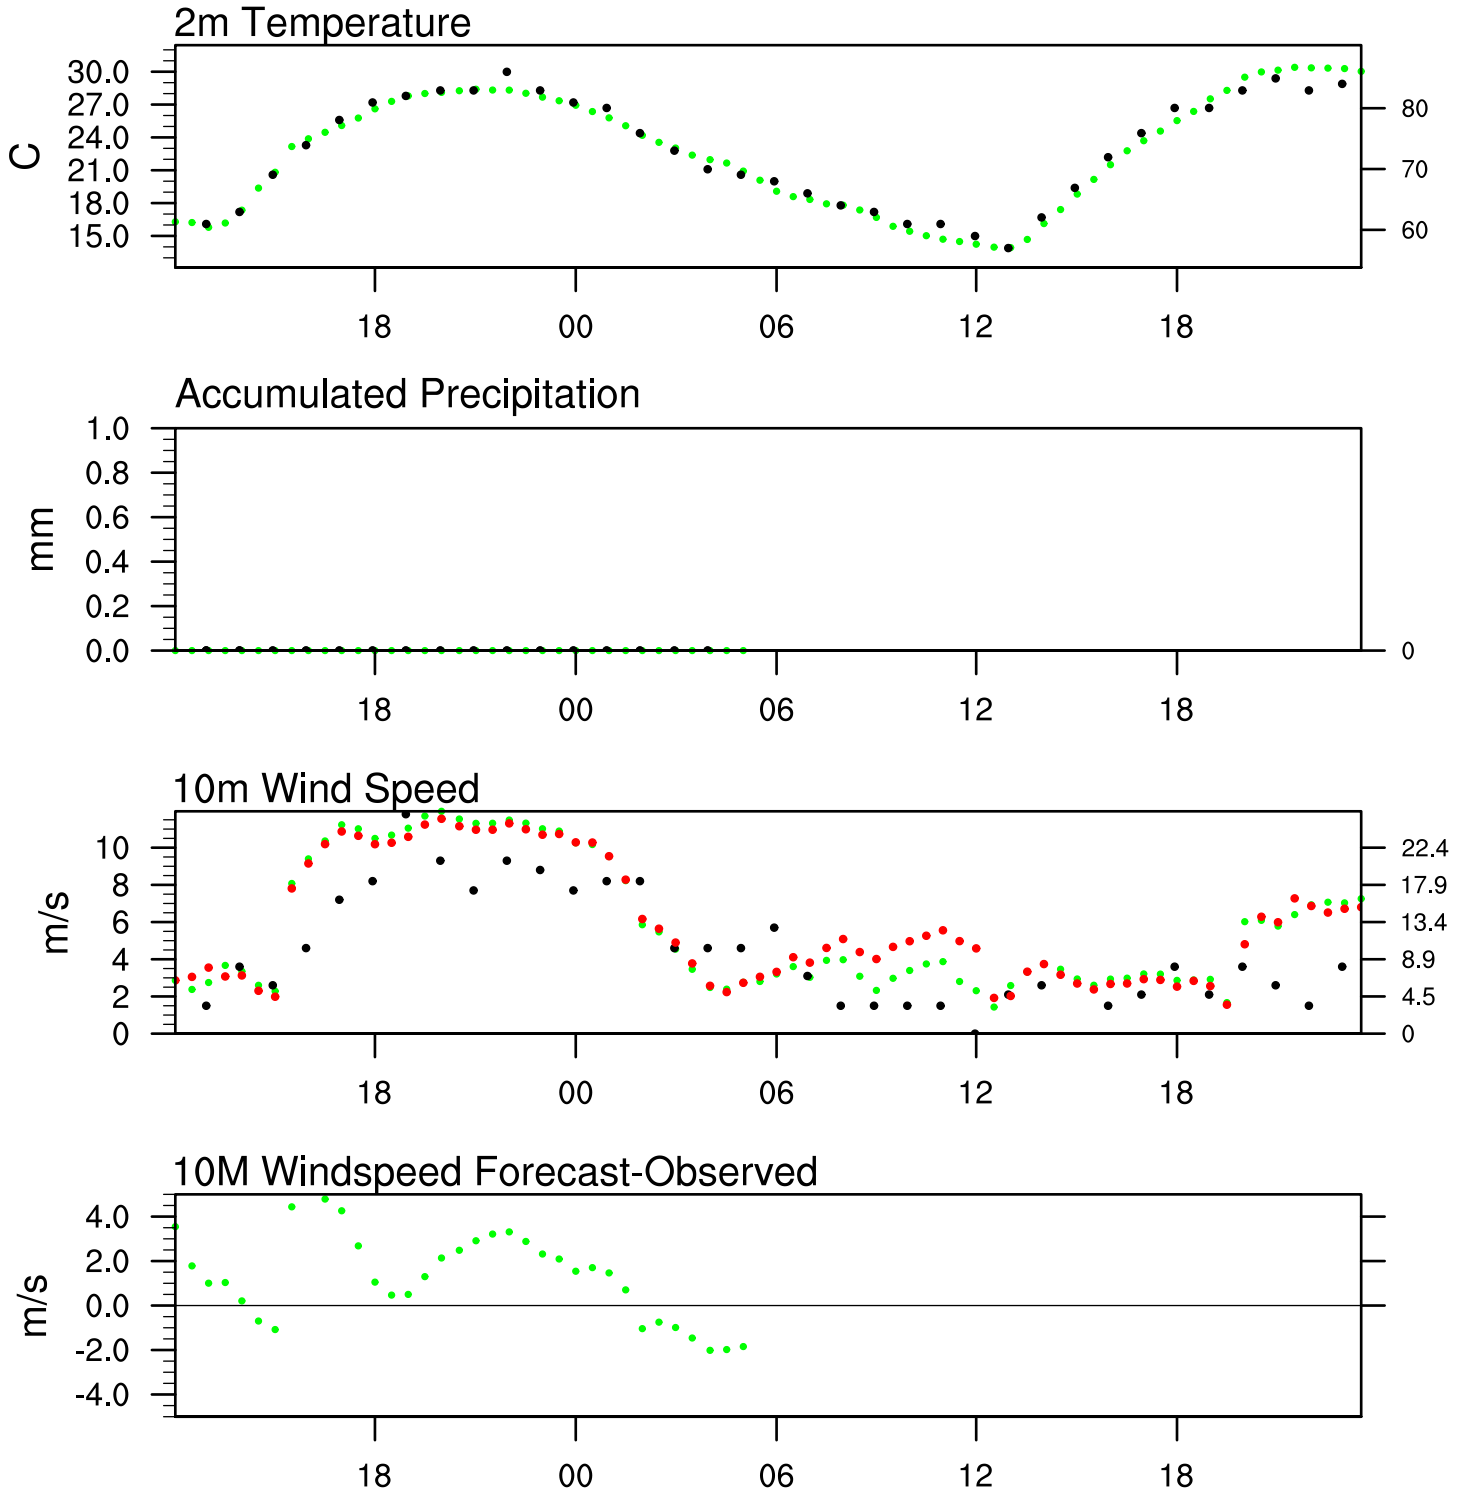 2m Temperature
30.0
27.0
24.0
21.0
18.0
15.0
C
80
70
60
18 00 06 12 18
Accumulated Precipitation
1.0
0.8
0.6
0.4
0.2
0.0
mm
0
18 00 06 12 18
10m Wind Speed
10
8
6
4
2
0
m/s
22.4
17.9
13.4
8.9
4.5
0
18 00 06 12 18
10M Windspeed Forecast-Observed
4.0
2.0
0.0
-2.0
-4.0
m/s
18 00 06 12 18